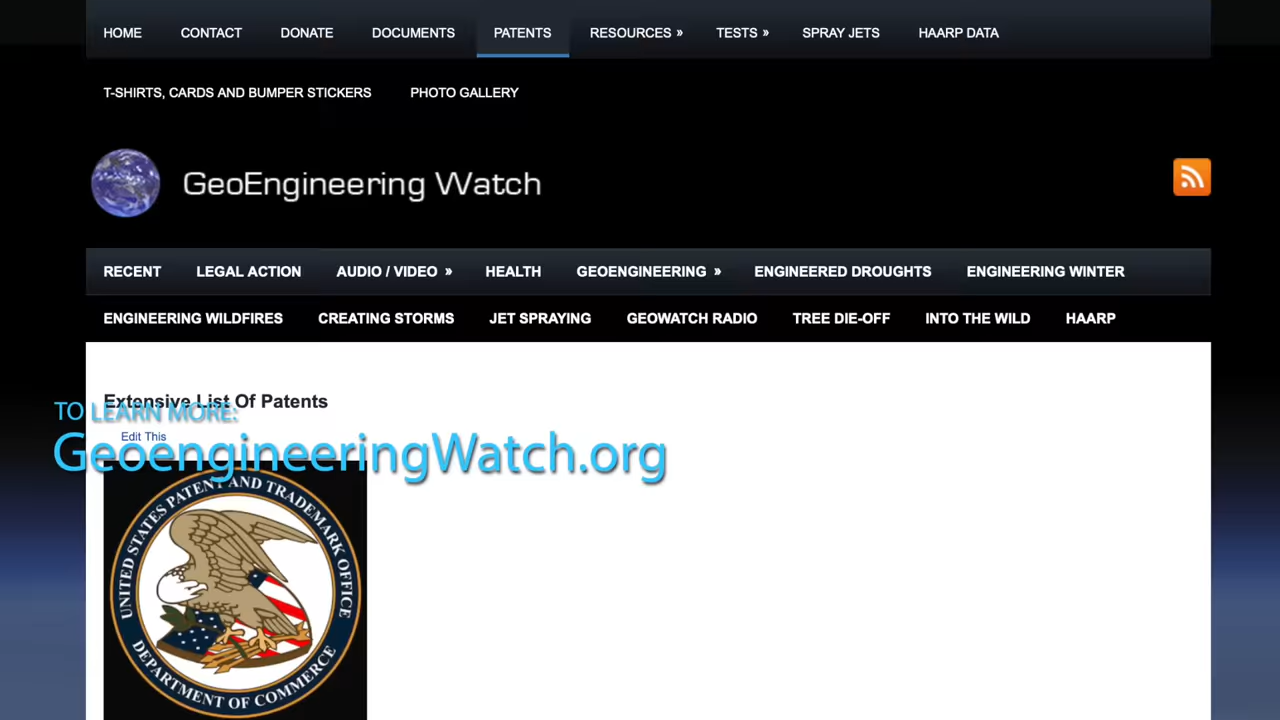 HOME CONTACT DONATE DOCUMENTS PATENTS RESOURCES » TESTS » SPRAY JETS HAARP DATA
T-SHIRTS, CARDS AND BUMPER STICKERS PHOTO GALLERY
GeoEngineering Watch
RECENT LEGAL ACTION AUDIO / VIDEO » HEALTH GEOENGINEERING » ENGINEERED DROUGHTS ENGINEERING WINTER
ENGINEERING WILDFIRES CREATING STORMS JET SPRAYING GEOWATCH RADIO TREE DIE-OFF INTO THE WILD HAARP
Extensive List Of Patents
TO LEARN MORE:
Edit This
GeoengineeringWatch.org
UNITED STATES PATENT AND TRADEMARK OFFICE
DEPARTMENT OF COMMERCE